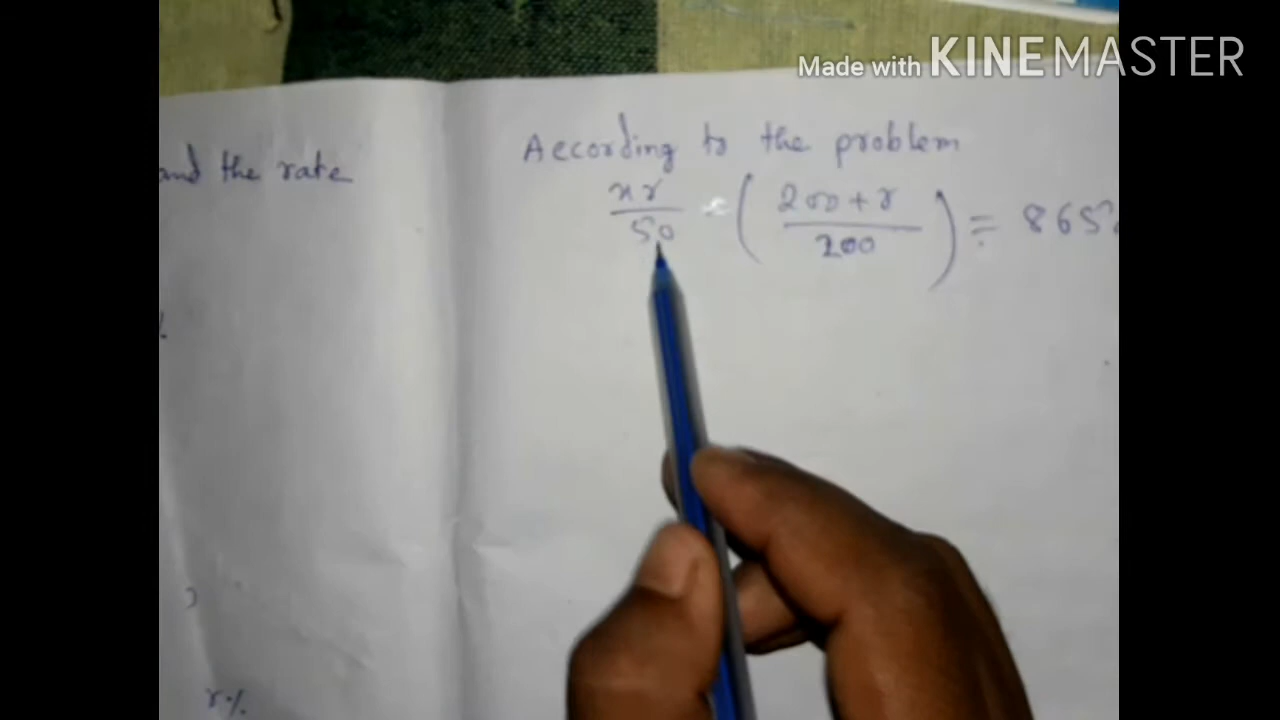 Made with KINEMASTER
and the rate
According to the problem
xr/50 (200+r/200) = 865
r%